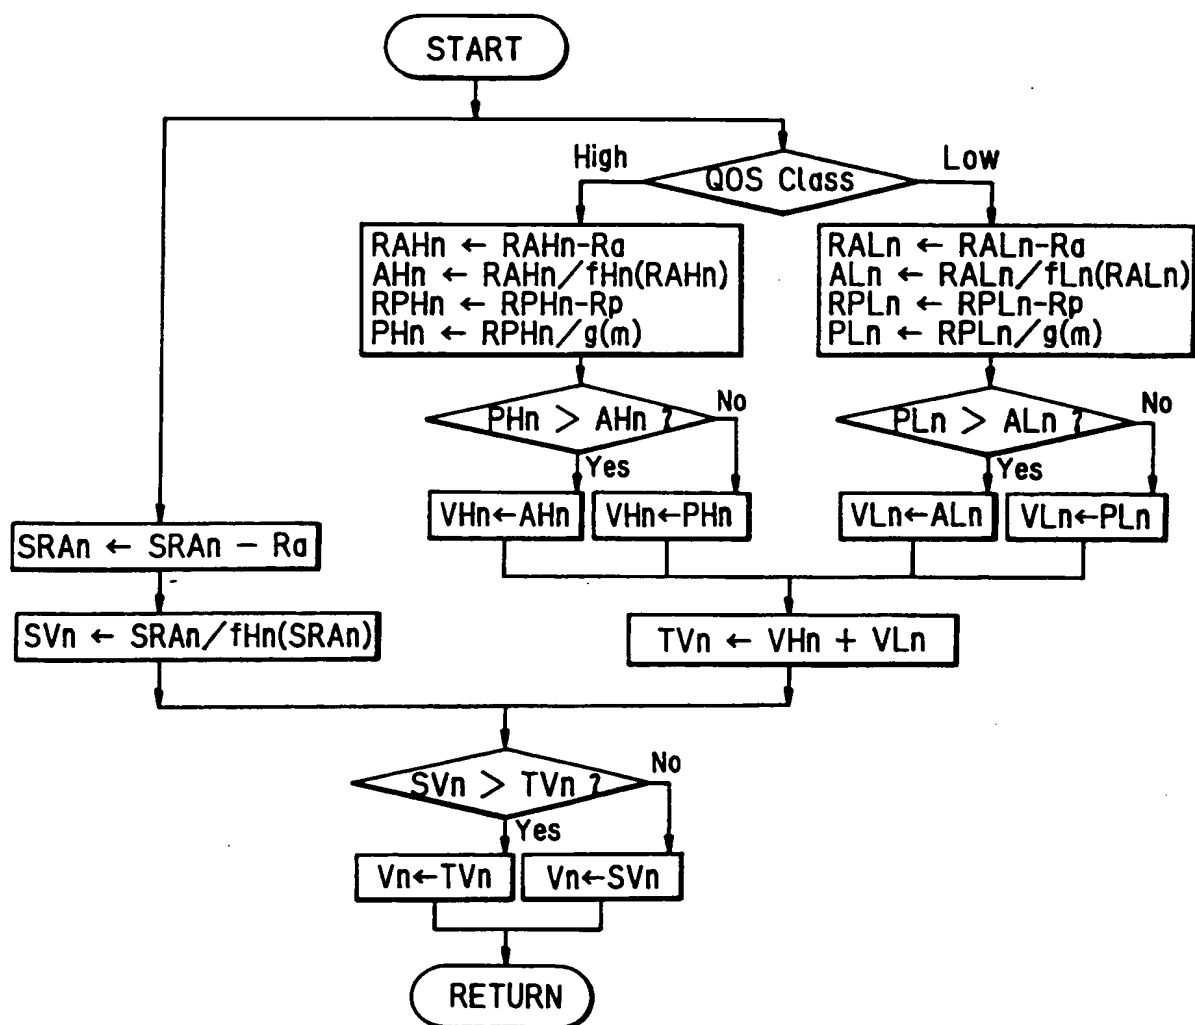 START
High
Low
QOS Class
RAHn ← RAHn-Ra
AHn ← RAHn/fHn(RAHn)
RPHn ← RPHn-Rp
PHn ← RPHn/g(m)
RALn ← RALn-Ra
ALn ← RALn/fLn(RALn)
RPLn ← RPLn-Rp
PLn ← RPLn/g(m)
PHn > AHn ?
No
Yes
PLn > ALn ?
No
Yes
VHn←AHn
VHn←PHn
VLn←ALn
VLn←PLn
SRAn ← SRAn - Ra
SVn ← SRAn/fHn(SRAn)
TVn ← VHn + VLn
SVn > TVn ?
No
Yes
Vn←TVn
Vn←SVn
RETURN